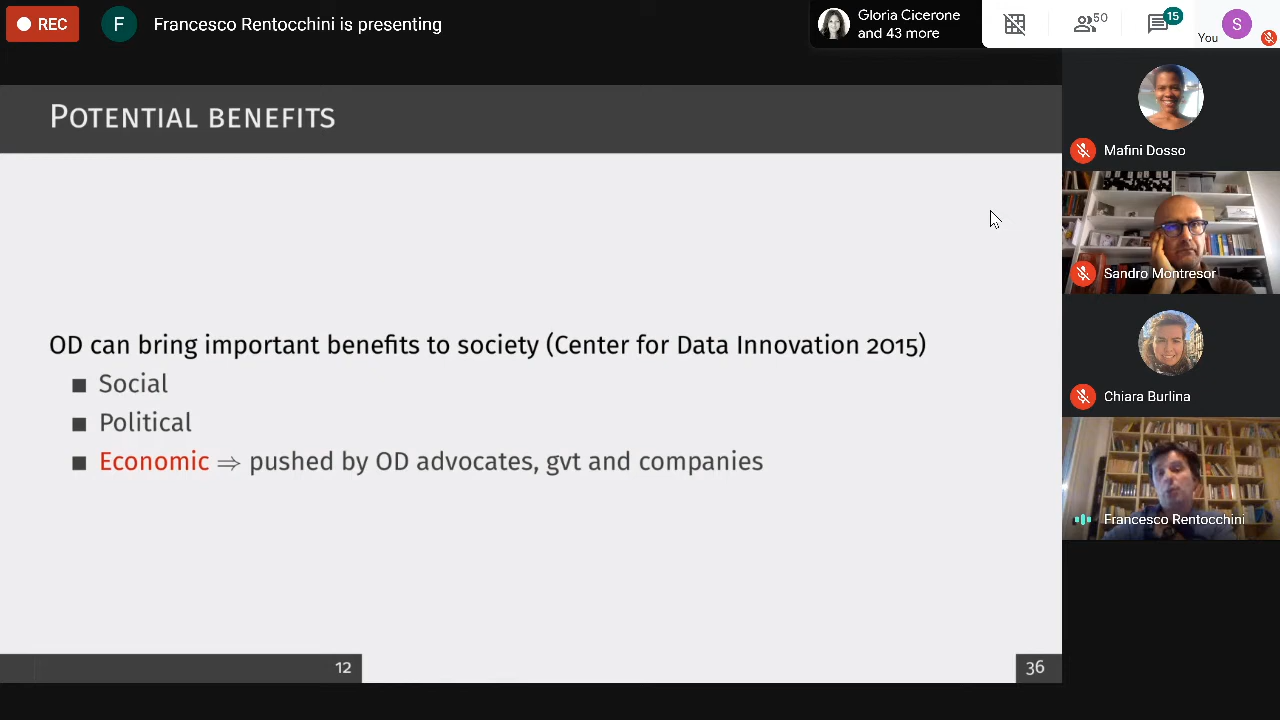 REC
F
Francesco Rentocchini is presenting
Gloria Cicerone
and 43 more
50
15
You
S
POTENTIAL BENEFITS
OD can bring important benefits to society (Center for Data Innovation 2015)
Social
Political
Economic ⇒ pushed by OD advocates, gvt and companies
12
36
Mafini Dosso
Sandro Montresor
Chiara Burlina
Francesco Rentocchini